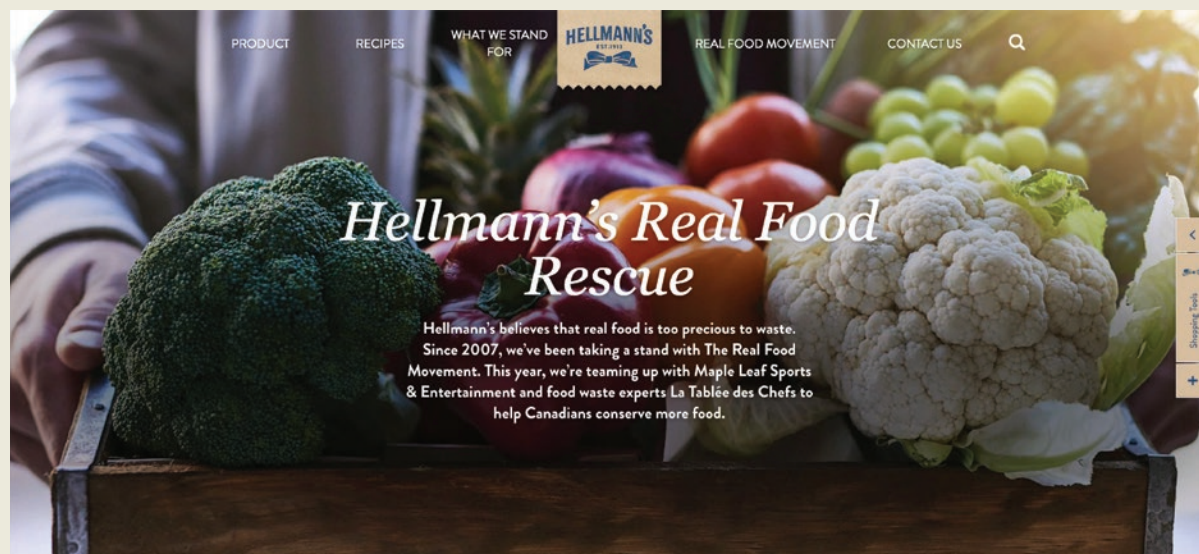 PRODUCT
RECIPES
WHAT WE STAND
FOR
HELLMANN'S
EST. 1913
REAL FOOD MOVEMENT
CONTACT US
Hellmann's Real Food
Rescue
Hellmann's believes that real food is too precious to waste.
Since 2007, we've been taking a stand with The Real Food
Movement. This year, we're teaming up with Maple Leaf Sports
& Entertainment and food waste experts La Tablée des Chefs to
help Canadians conserve more food.
Shopping Tools